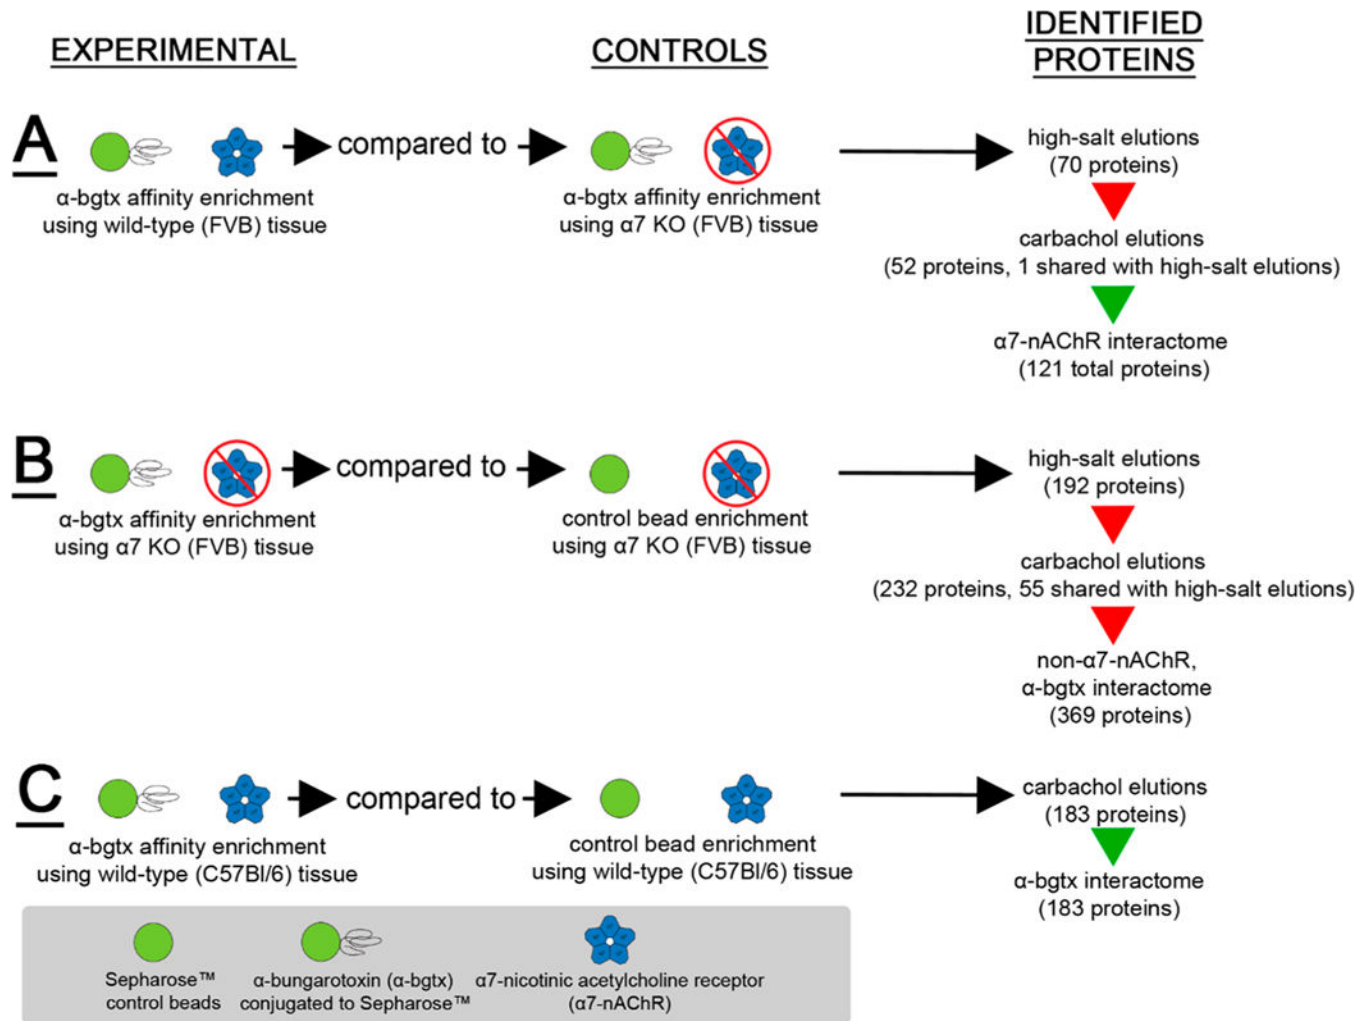 EXPERIMENTAL
CONTROLS
IDENTIFIED
PROTEINS
A
compared to
α-bgtx affinity enrichment
using wild-type (FVB) tissue
α-bgtx affinity enrichment
using α7 KO (FVB) tissue
high-salt elutions
(70 proteins)
carbachol elutions
(52 proteins, 1 shared with high-salt elutions)
α7-nAChR interactome
(121 total proteins)
B
compared to
α-bgtx affinity enrichment
using α7 KO (FVB) tissue
control bead enrichment
using α7 KO (FVB) tissue
high-salt elutions
(192 proteins)
carbachol elutions
(232 proteins, 55 shared with high-salt elutions)
non-α7-nAChR,
α-bgtx interactome
(369 proteins)
C
compared to
α-bgtx affinity enrichment
using wild-type (C57Bl/6) tissue
control bead enrichment
using wild-type (C57Bl/6) tissue
carbachol elutions
(183 proteins)
α-bgtx interactome
(183 proteins)
Sepharose™
control beads
α-bungarotoxin (α-bgtx)
conjugated to Sepharose™
α7-nicotinic acetylcholine receptor
(α7-nAChR)